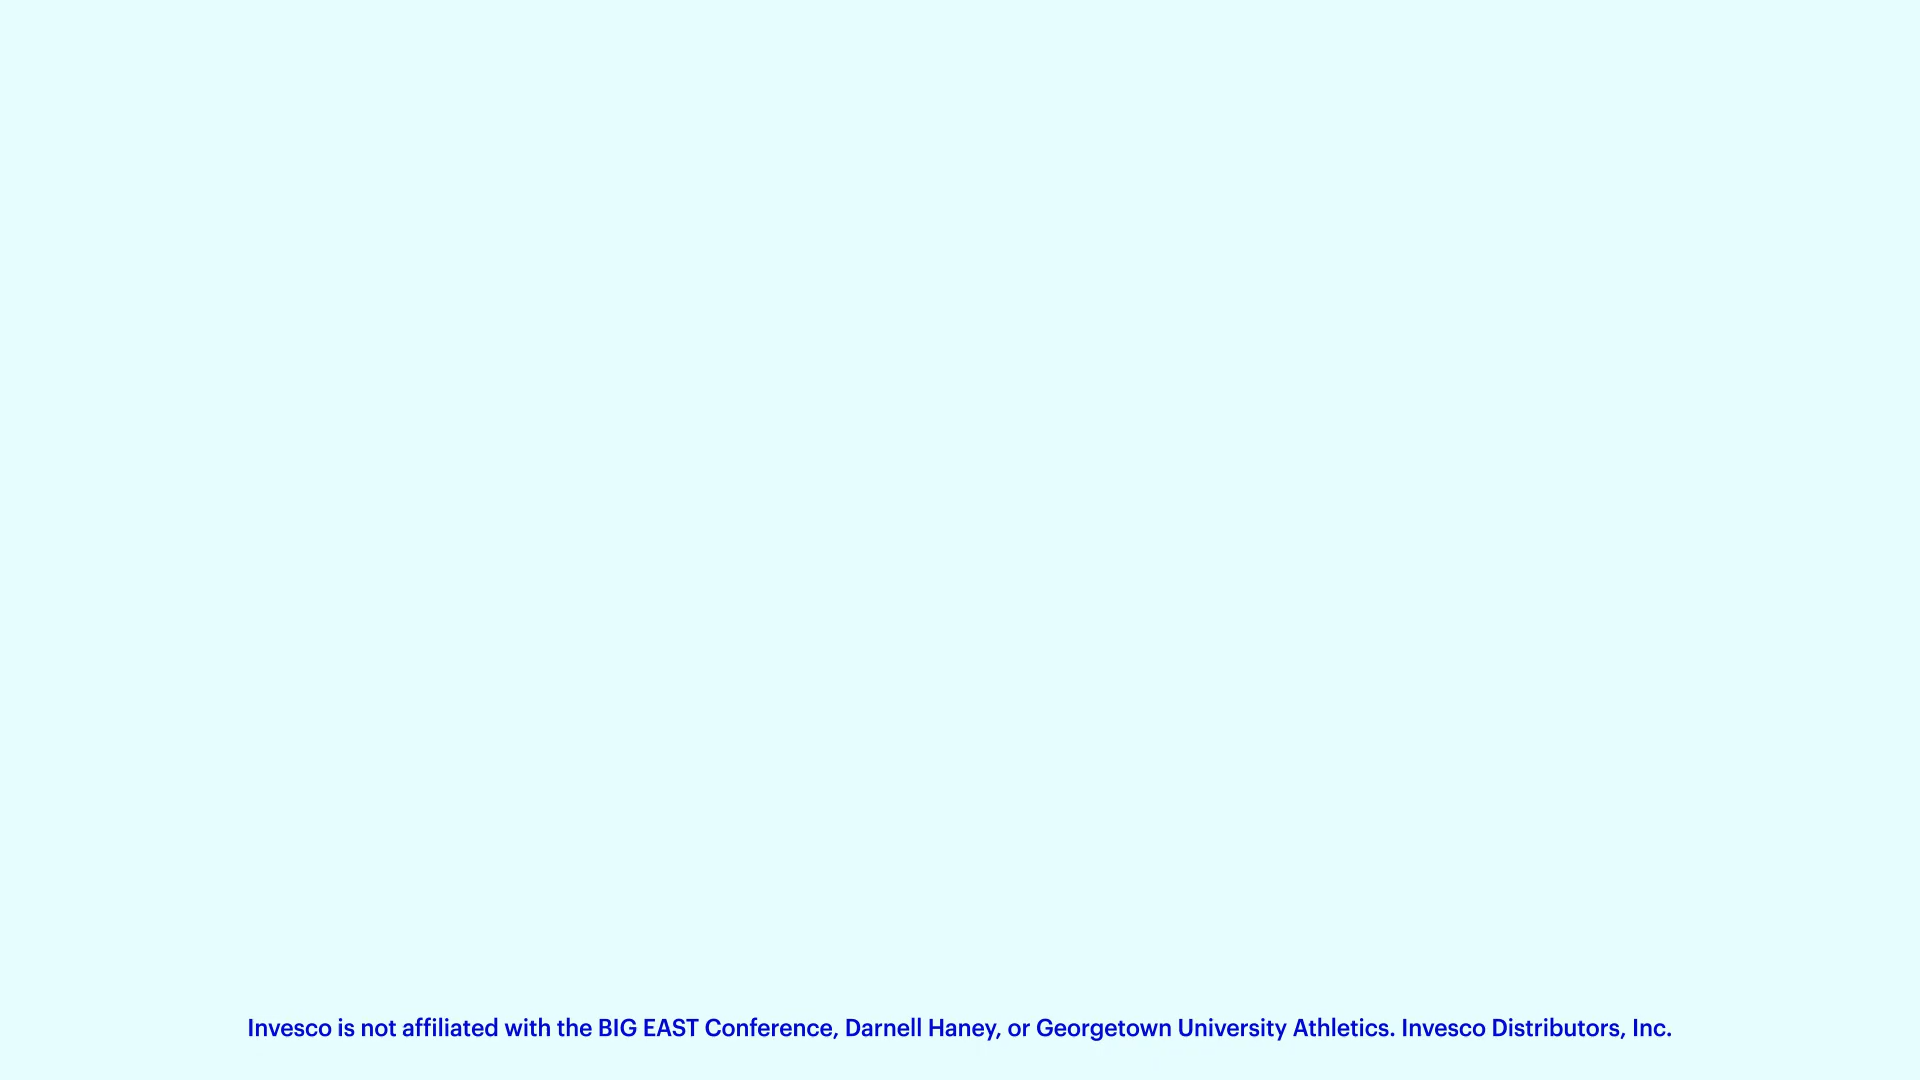 Invesco is not affiliated with the BIG EAST Conference, Darnell Haney, or Georgetown University Athletics. Invesco Distributors, Inc.